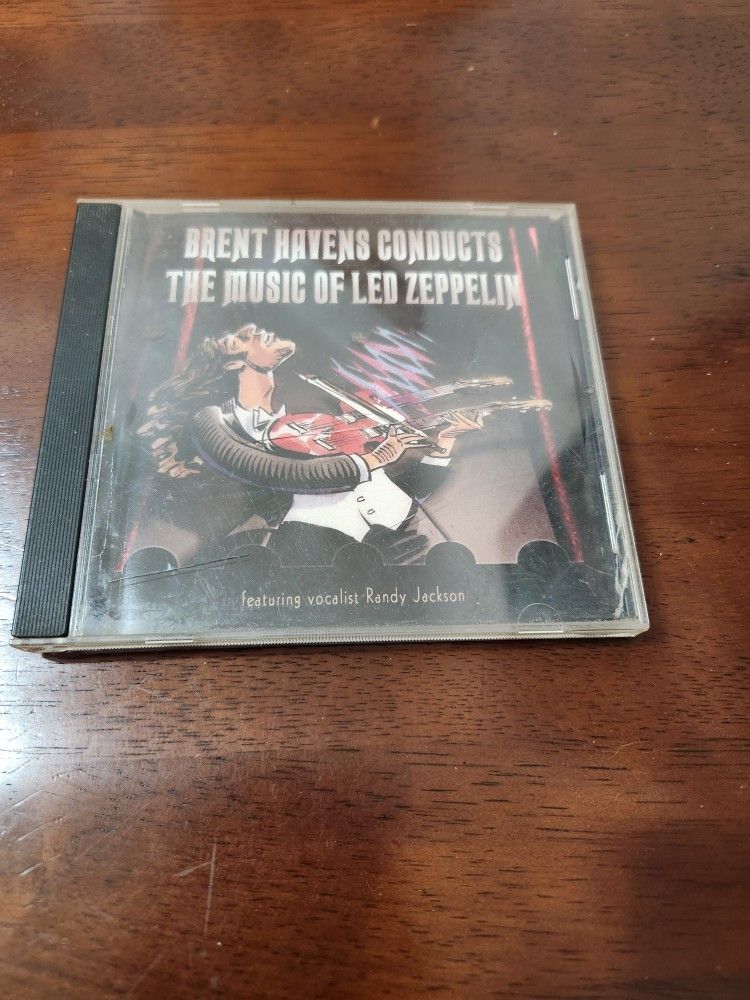 BRENT HAVENS CONDUCTS
THE MUSIC OF LED ZEPPELIN
featuring vocalist Randy Jackson